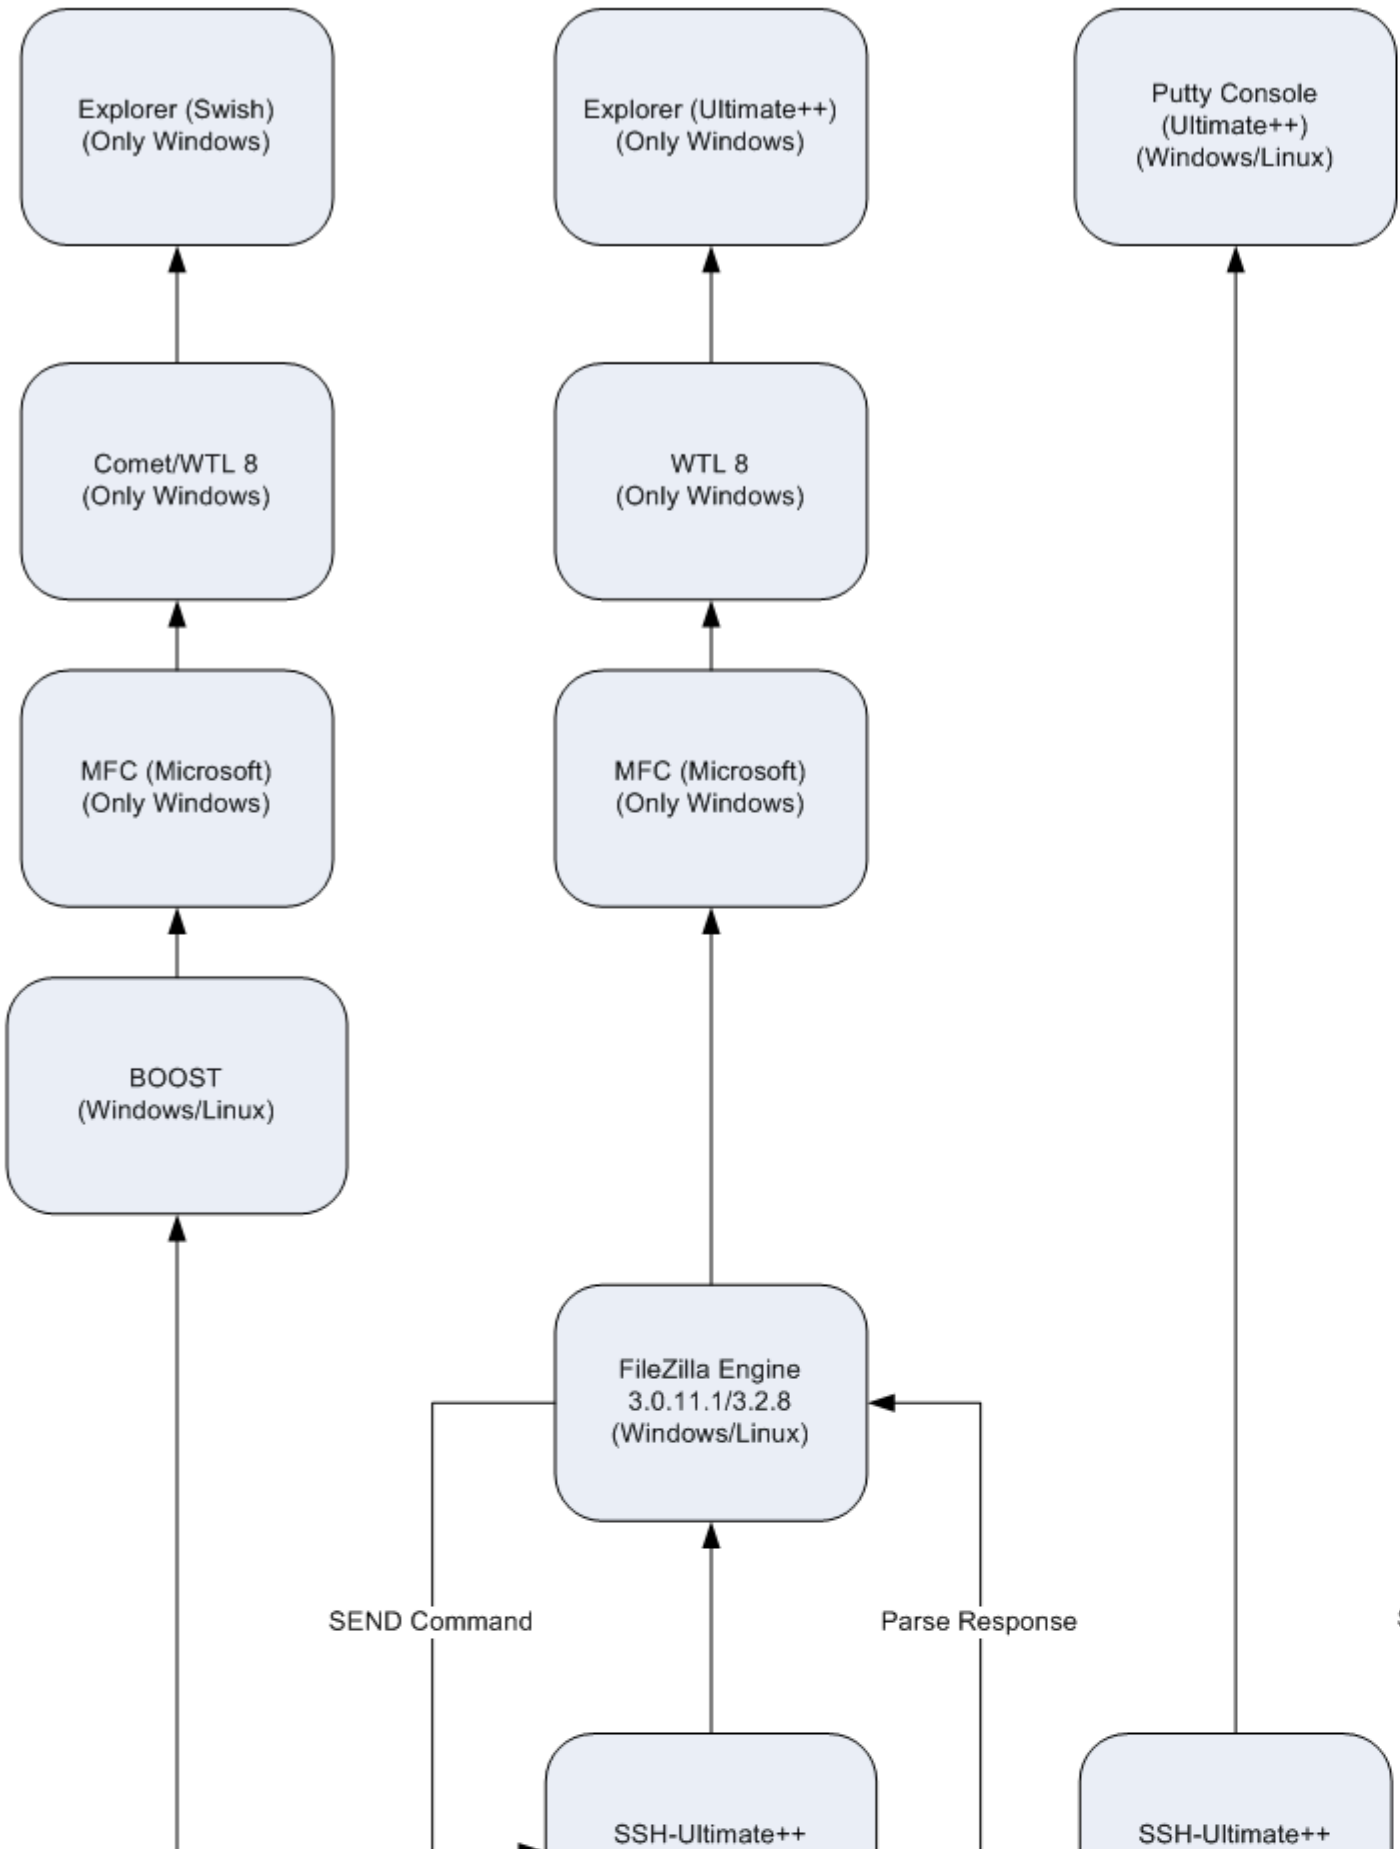 Explorer (Swish)
(Only Windows)
Explorer (Ultimate++)
(Only Windows)
Putty Console
(Ultimate++)
(Windows/Linux)
Comet/WTL 8
(Only Windows)
WTL 8
(Only Windows)
MFC (Microsoft)
(Only Windows)
MFC (Microsoft)
(Only Windows)
BOOST
(Windows/Linux)
FileZilla Engine
3.0.11.1/3.2.8
(Windows/Linux)
SEND Command
Parse Response
SSH-Ultimate++
SSH-Ultimate++